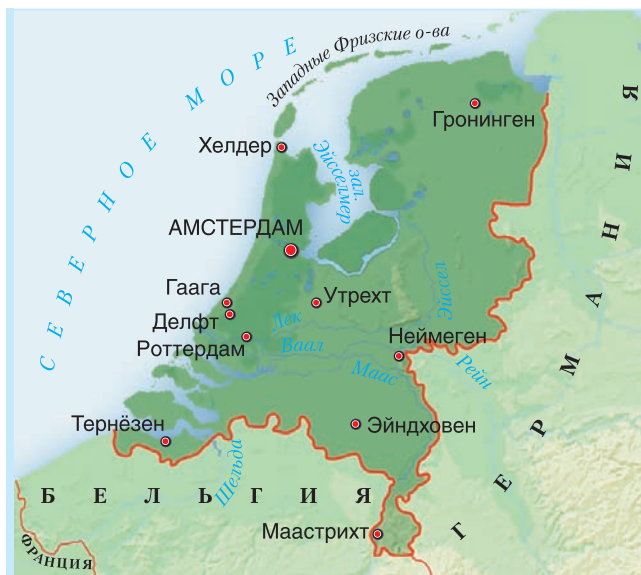 СЕВЕРНОЕ МОРЕ
Западные Фризские о-ва
Гронинген
Хелдер
зал.
Эйсселмер
АМСТЕРДАМ
ГЕРМАНИЯ
Гаага
Утрехт
Эйссел
Делфт
Лек
Роттердам
Ваал
Неймеген
Маас
Рейн
Тернёзен
Эйндховен
Шельда
БЕЛЬГИЯ
Маастрихт
ФРАНЦИЯ